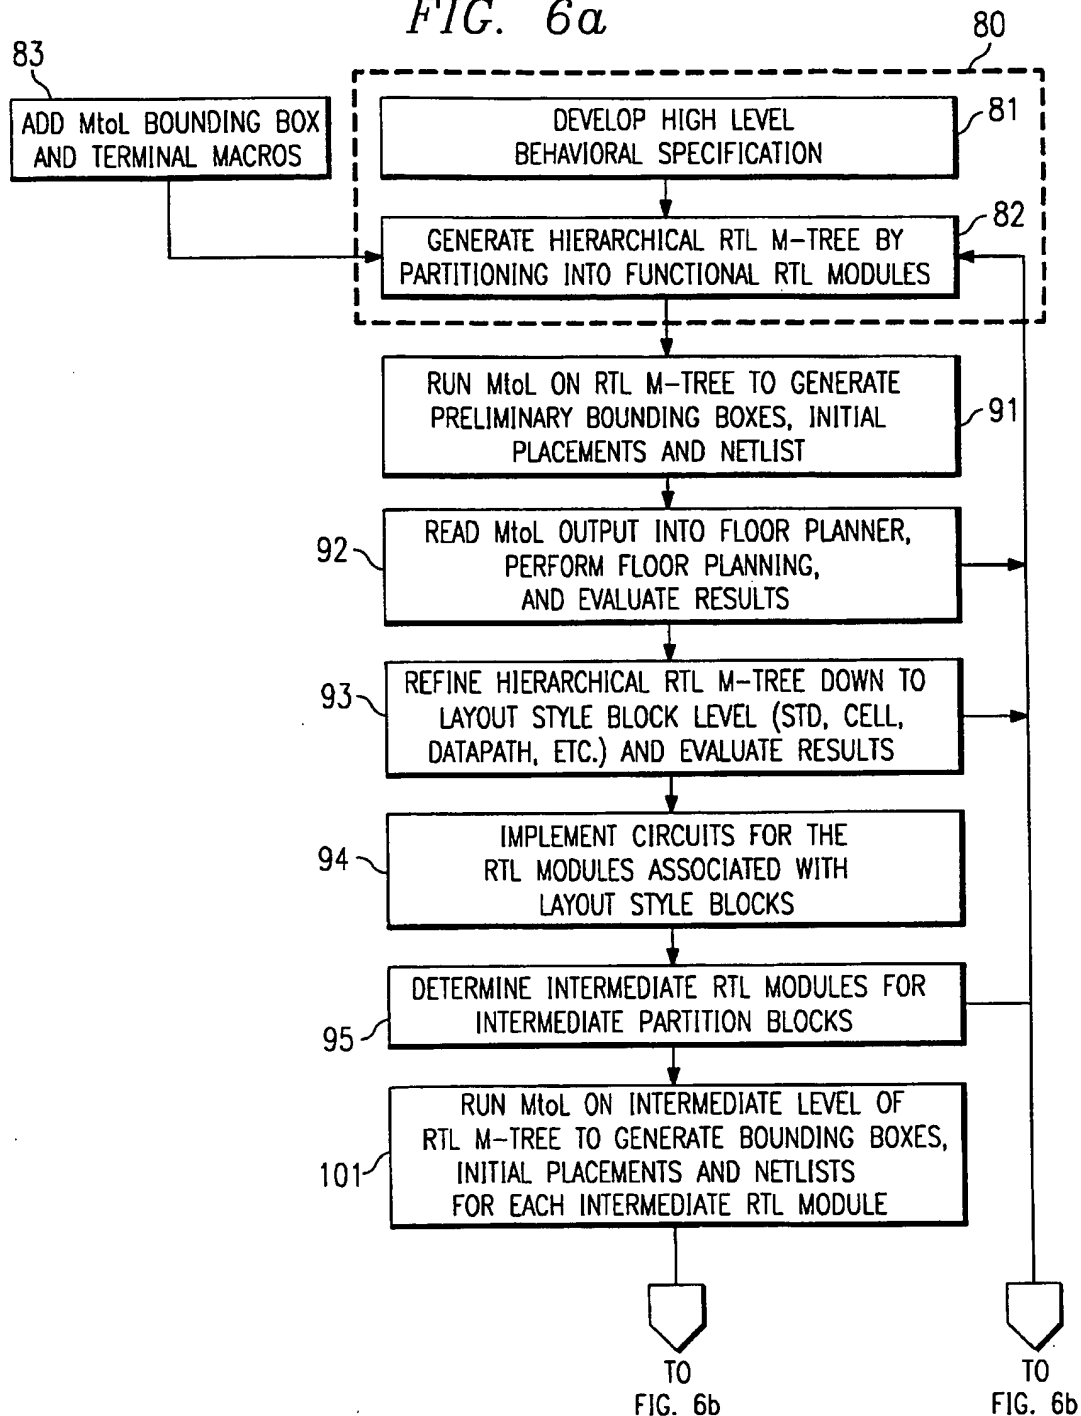 FIG. 6a
80
83
ADD MtoL BOUNDING BOX
AND TERMINAL MACROS
DEVELOP HIGH LEVEL
BEHAVIORAL SPECIFICATION
81
GENERATE HIERARCHICAL RTL M-TREE BY
PARTITIONING INTO FUNCTIONAL RTL MODULES
82
RUN MtoL ON RTL M-TREE TO GENERATE
PRELIMINARY BOUNDING BOXES, INITIAL
PLACEMENTS AND NETLIST
91
92
READ MtoL OUTPUT INTO FLOOR PLANNER,
PERFORM FLOOR PLANNING,
AND EVALUATE RESULTS
93
REFINE HIERARCHICAL RTL M-TREE DOWN TO
LAYOUT STYLE BLOCK LEVEL (STD, CELL,
DATAPATH, ETC.) AND EVALUATE RESULTS
94
IMPLEMENT CIRCUITS FOR THE
RTL MODULES ASSOCIATED WITH
LAYOUT STYLE BLOCKS
95
DETERMINE INTERMEDIATE RTL MODULES FOR
INTERMEDIATE PARTITION BLOCKS
101
RUN MtoL ON INTERMEDIATE LEVEL OF
RTL M-TREE TO GENERATE BOUNDING BOXES,
INITIAL PLACEMENTS AND NETLISTS
FOR EACH INTERMEDIATE RTL MODULE
TO
FIG. 6b
TO
FIG. 6b